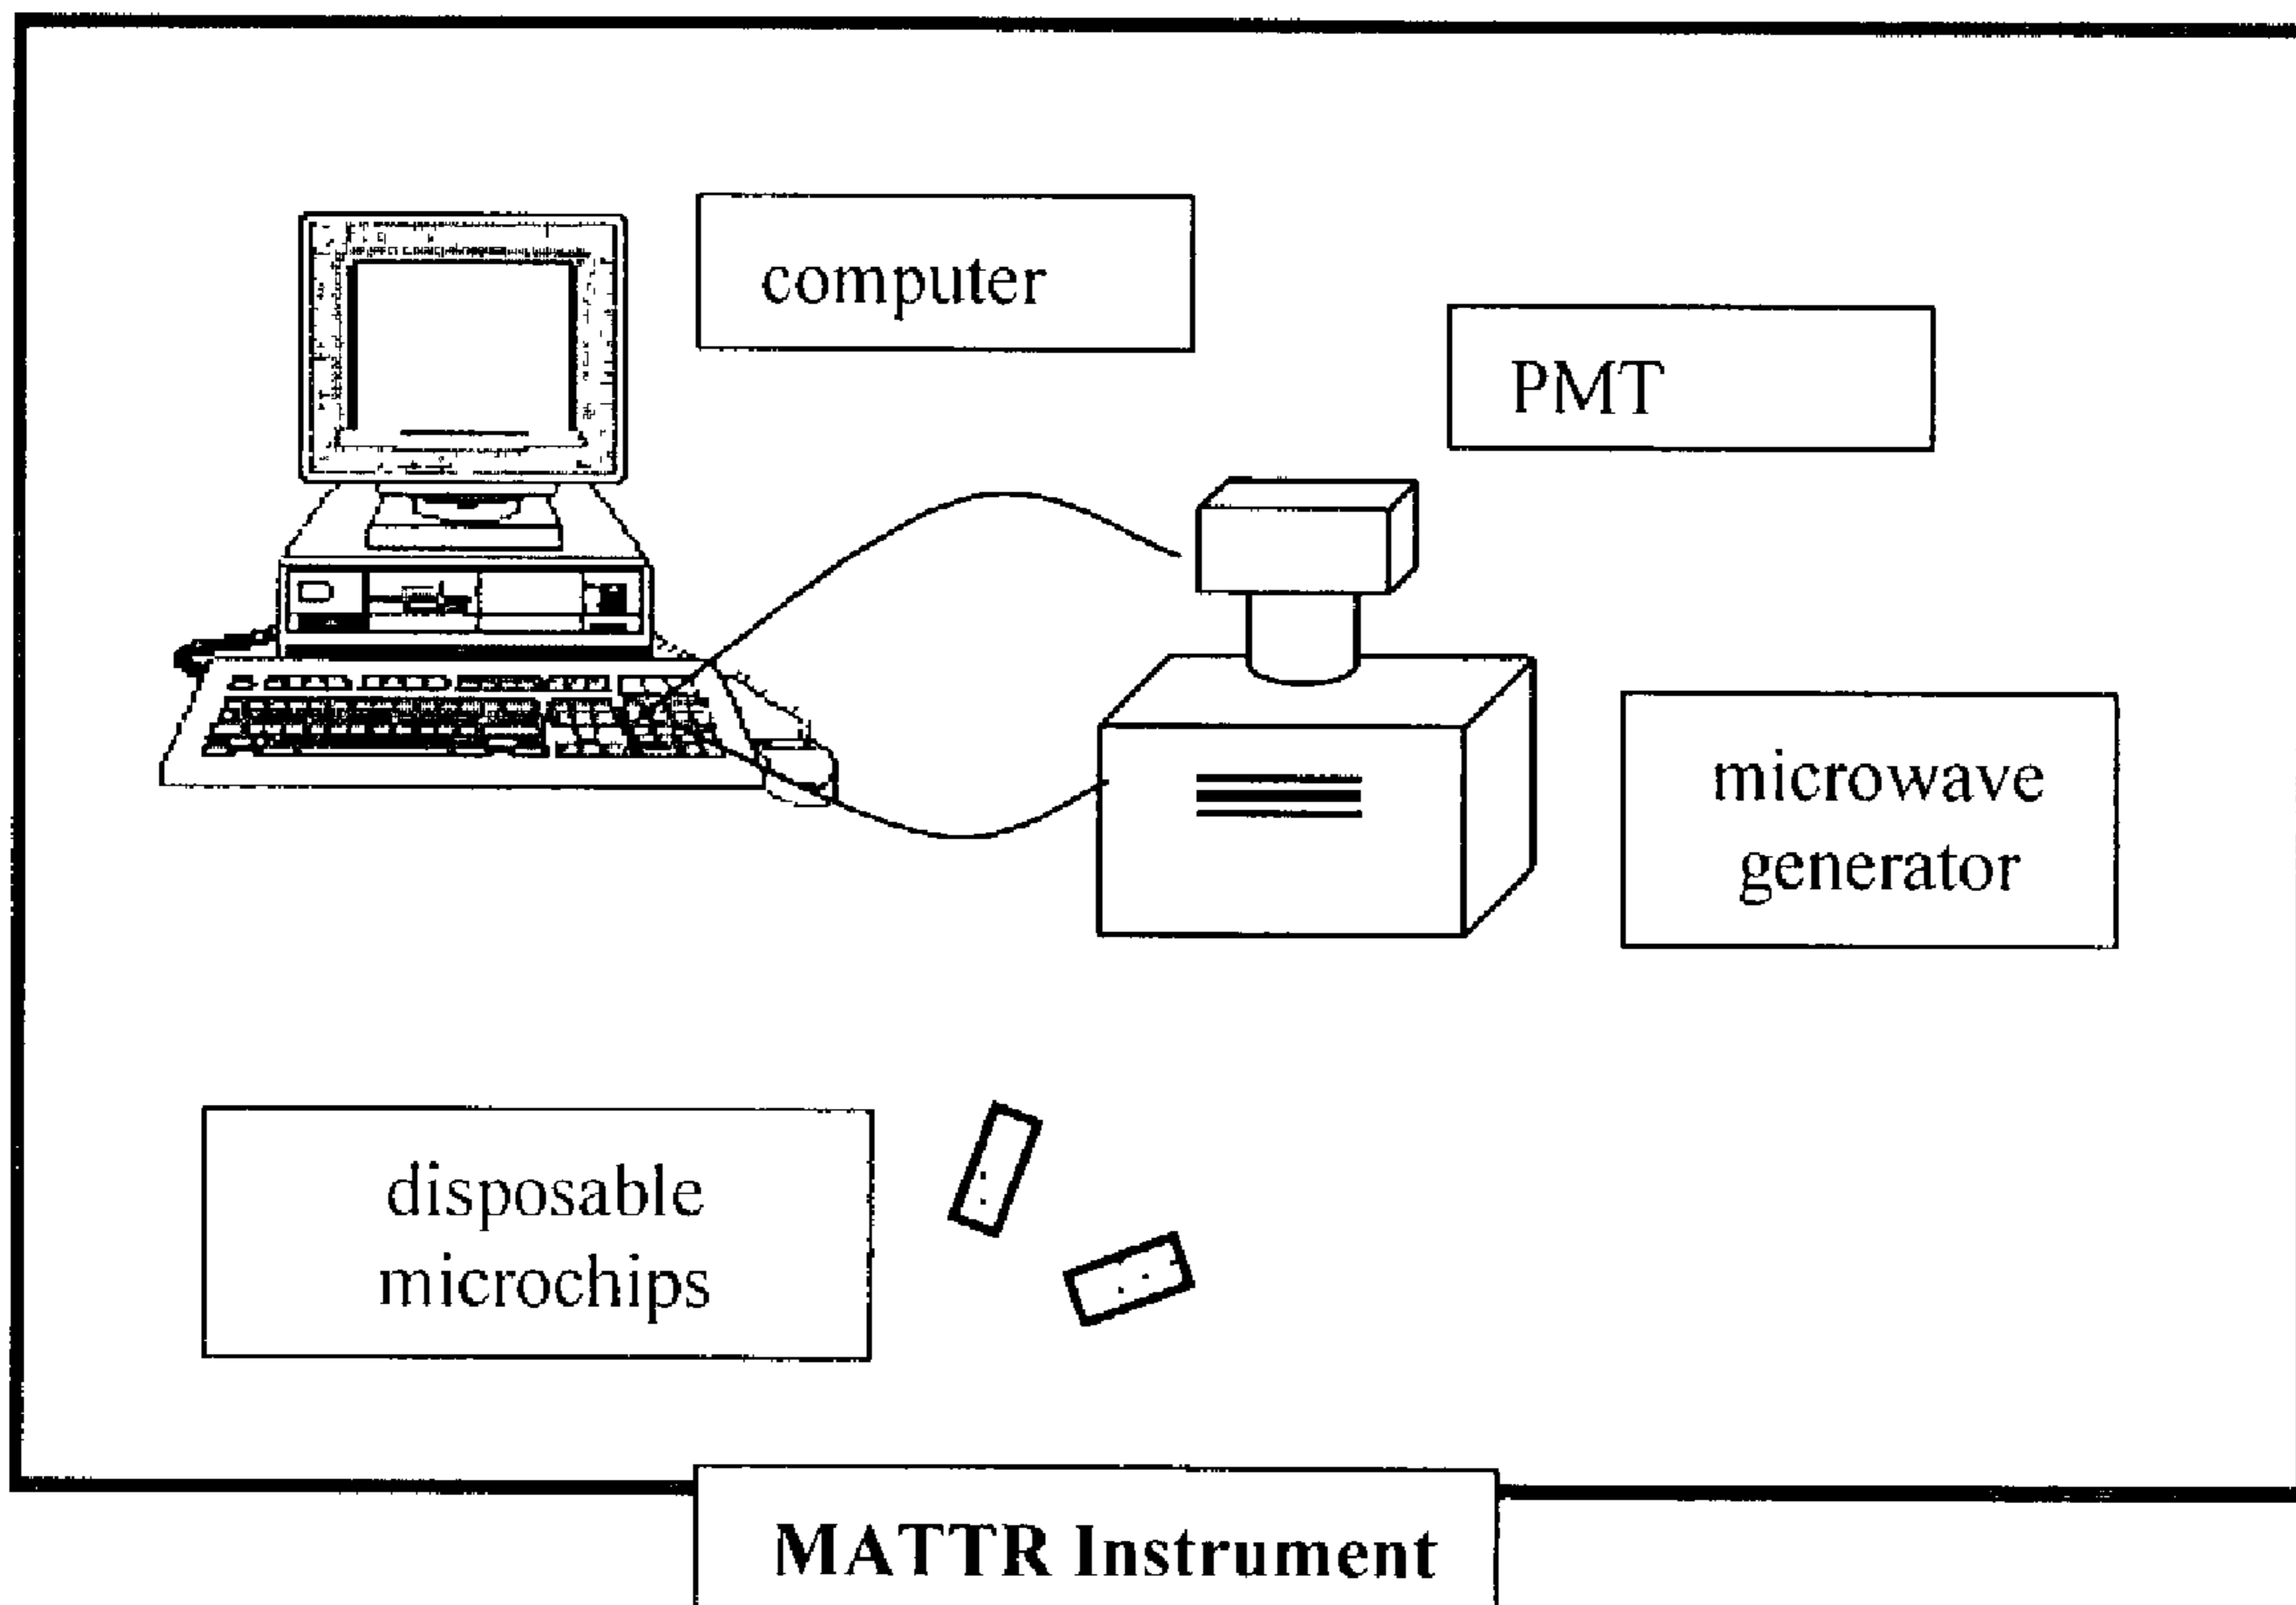 computer
PMT
microwave
generator
disposable
microchips
MATTR Instrument